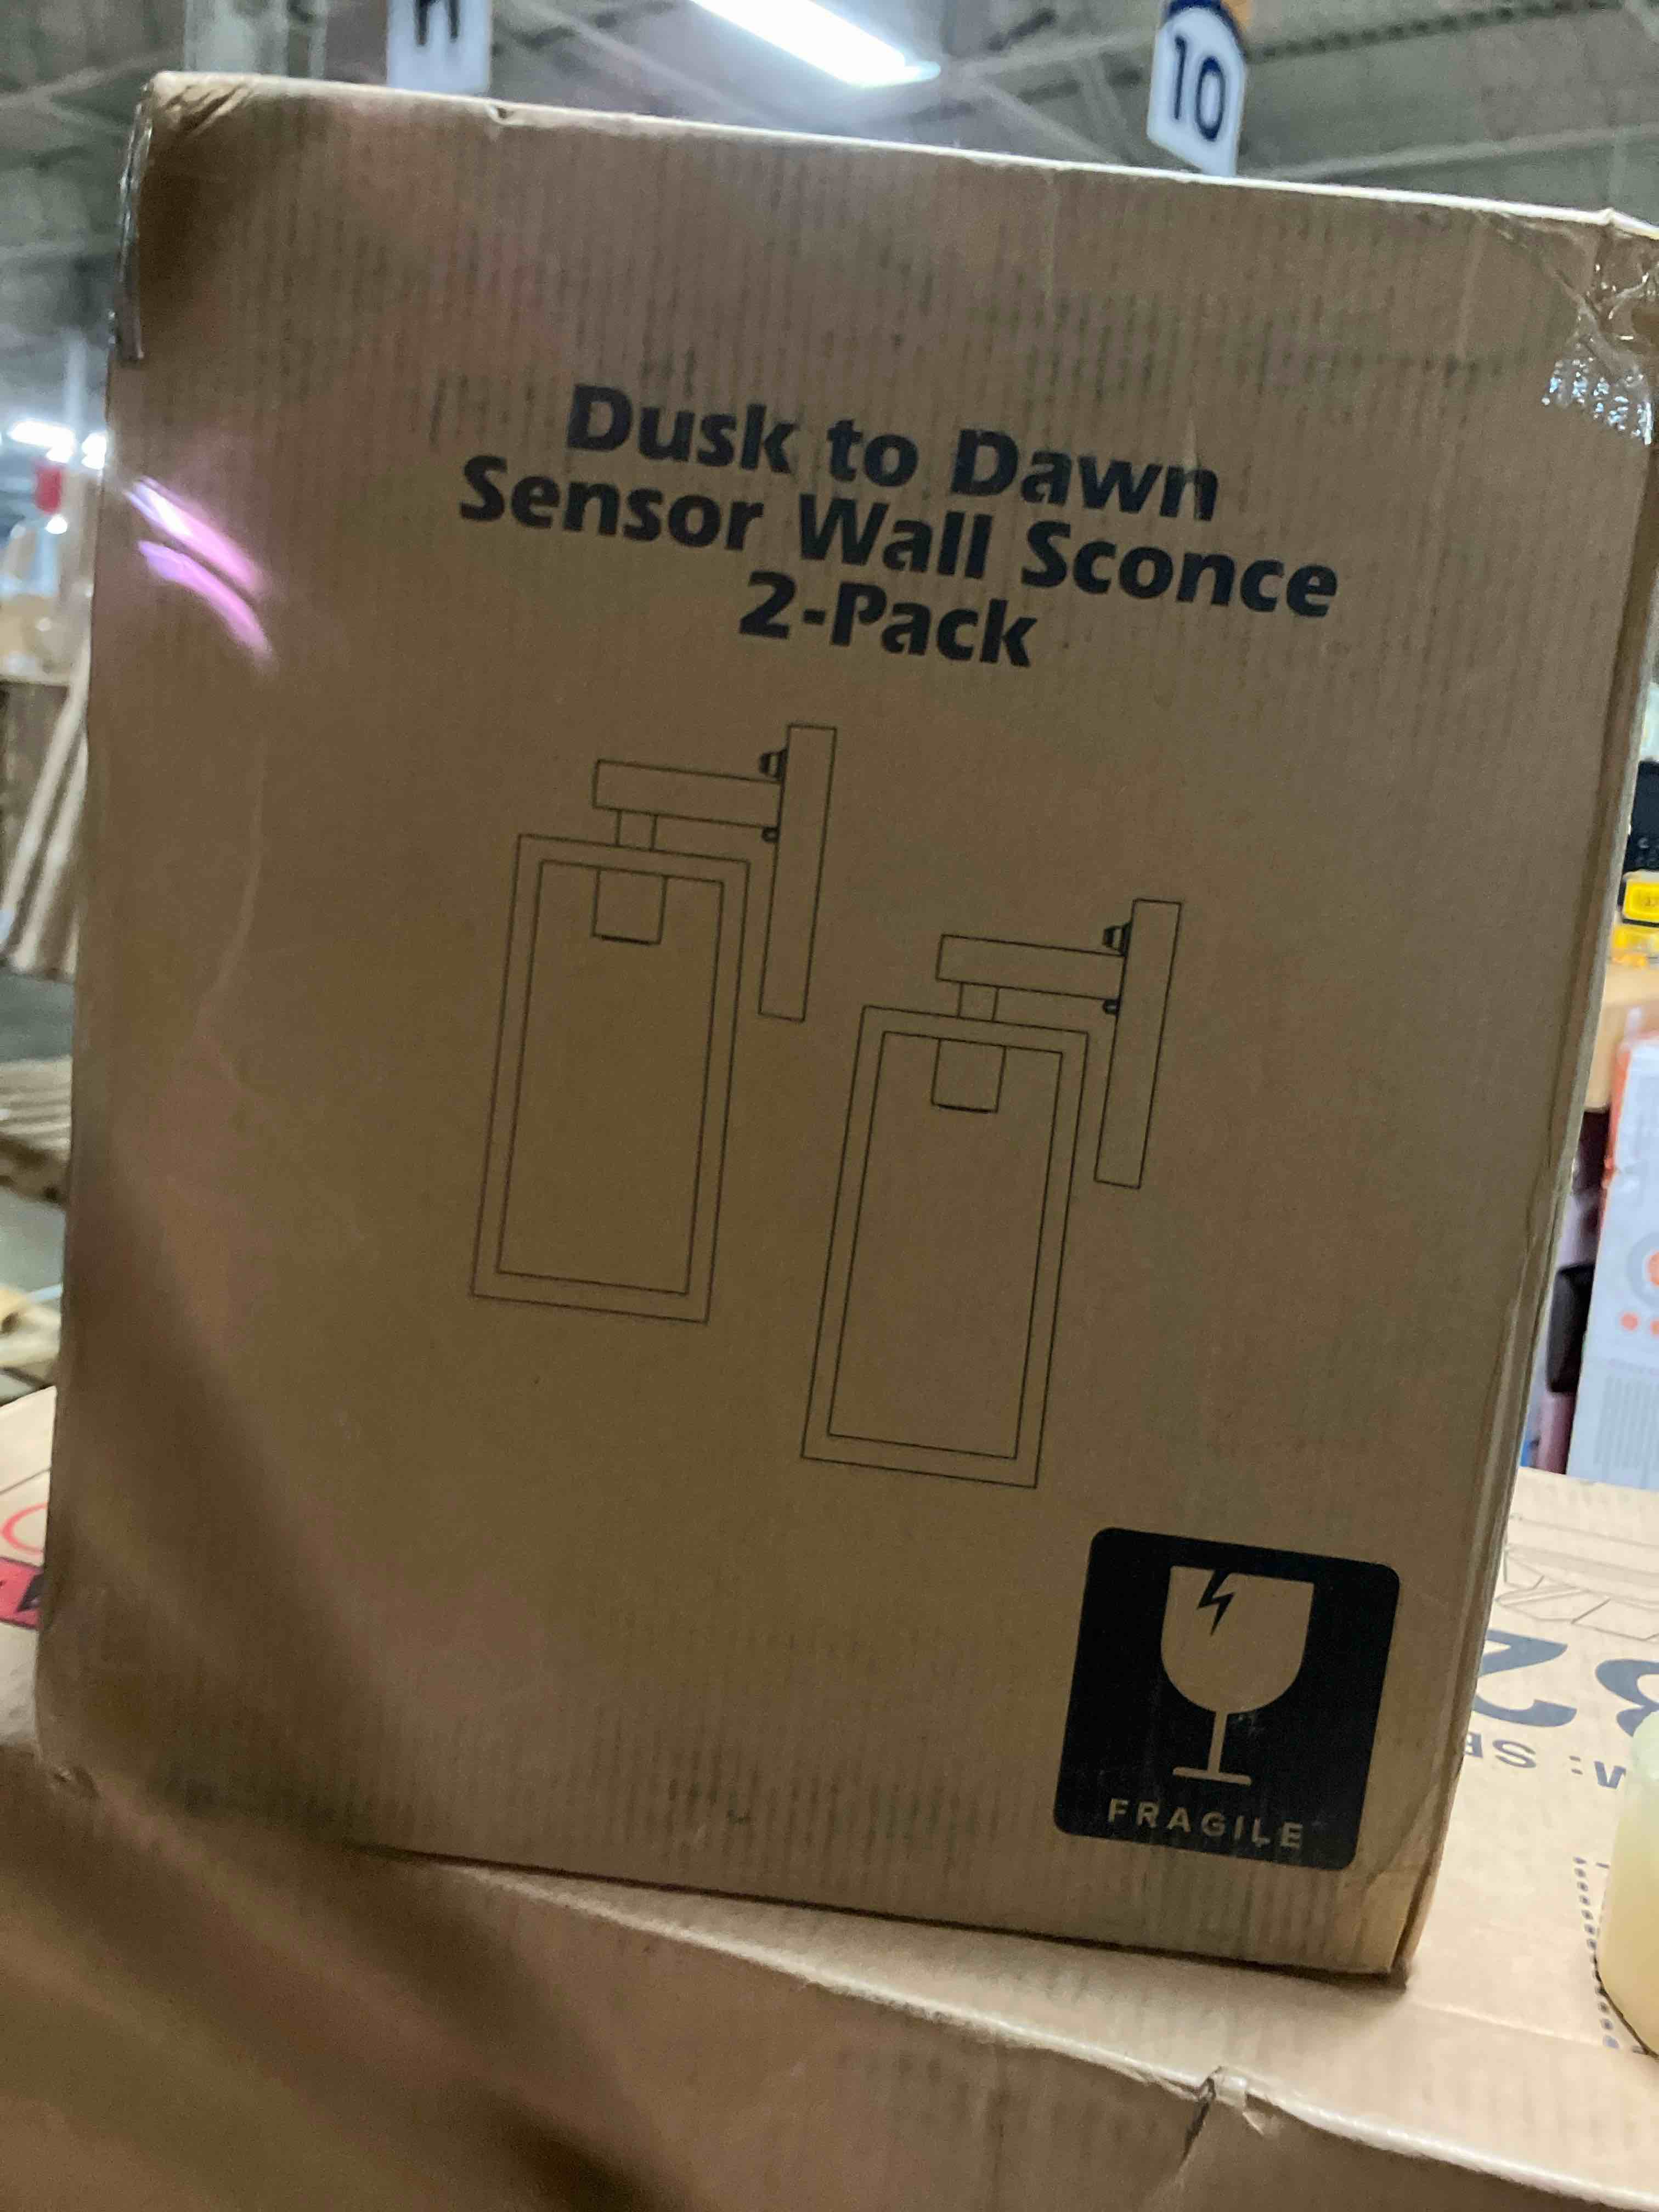 10
Dusk to Dawn
Sensor Wall Sconce
2-Pack
FRAGILE